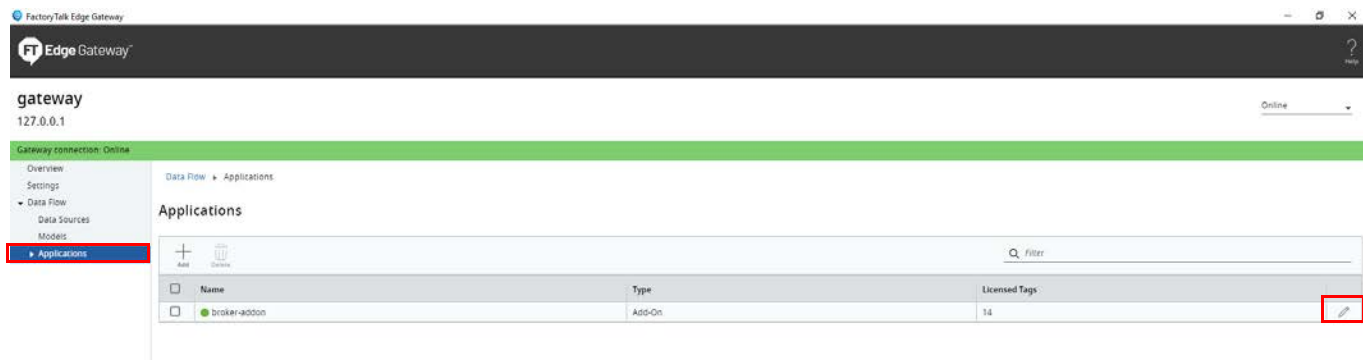 FactoryTalk Edge Gateway
FT Edge Gateway™
Help
gateway
127.0.0.1
Online
Gateway connection: Online
Overview
Settings
Data Flow
Data Sources
Models
Applications
Data Flow ▸ Applications
Applications
Add
Delete
Filter
Name Type Licensed Tags
broker-addon Add-On 14